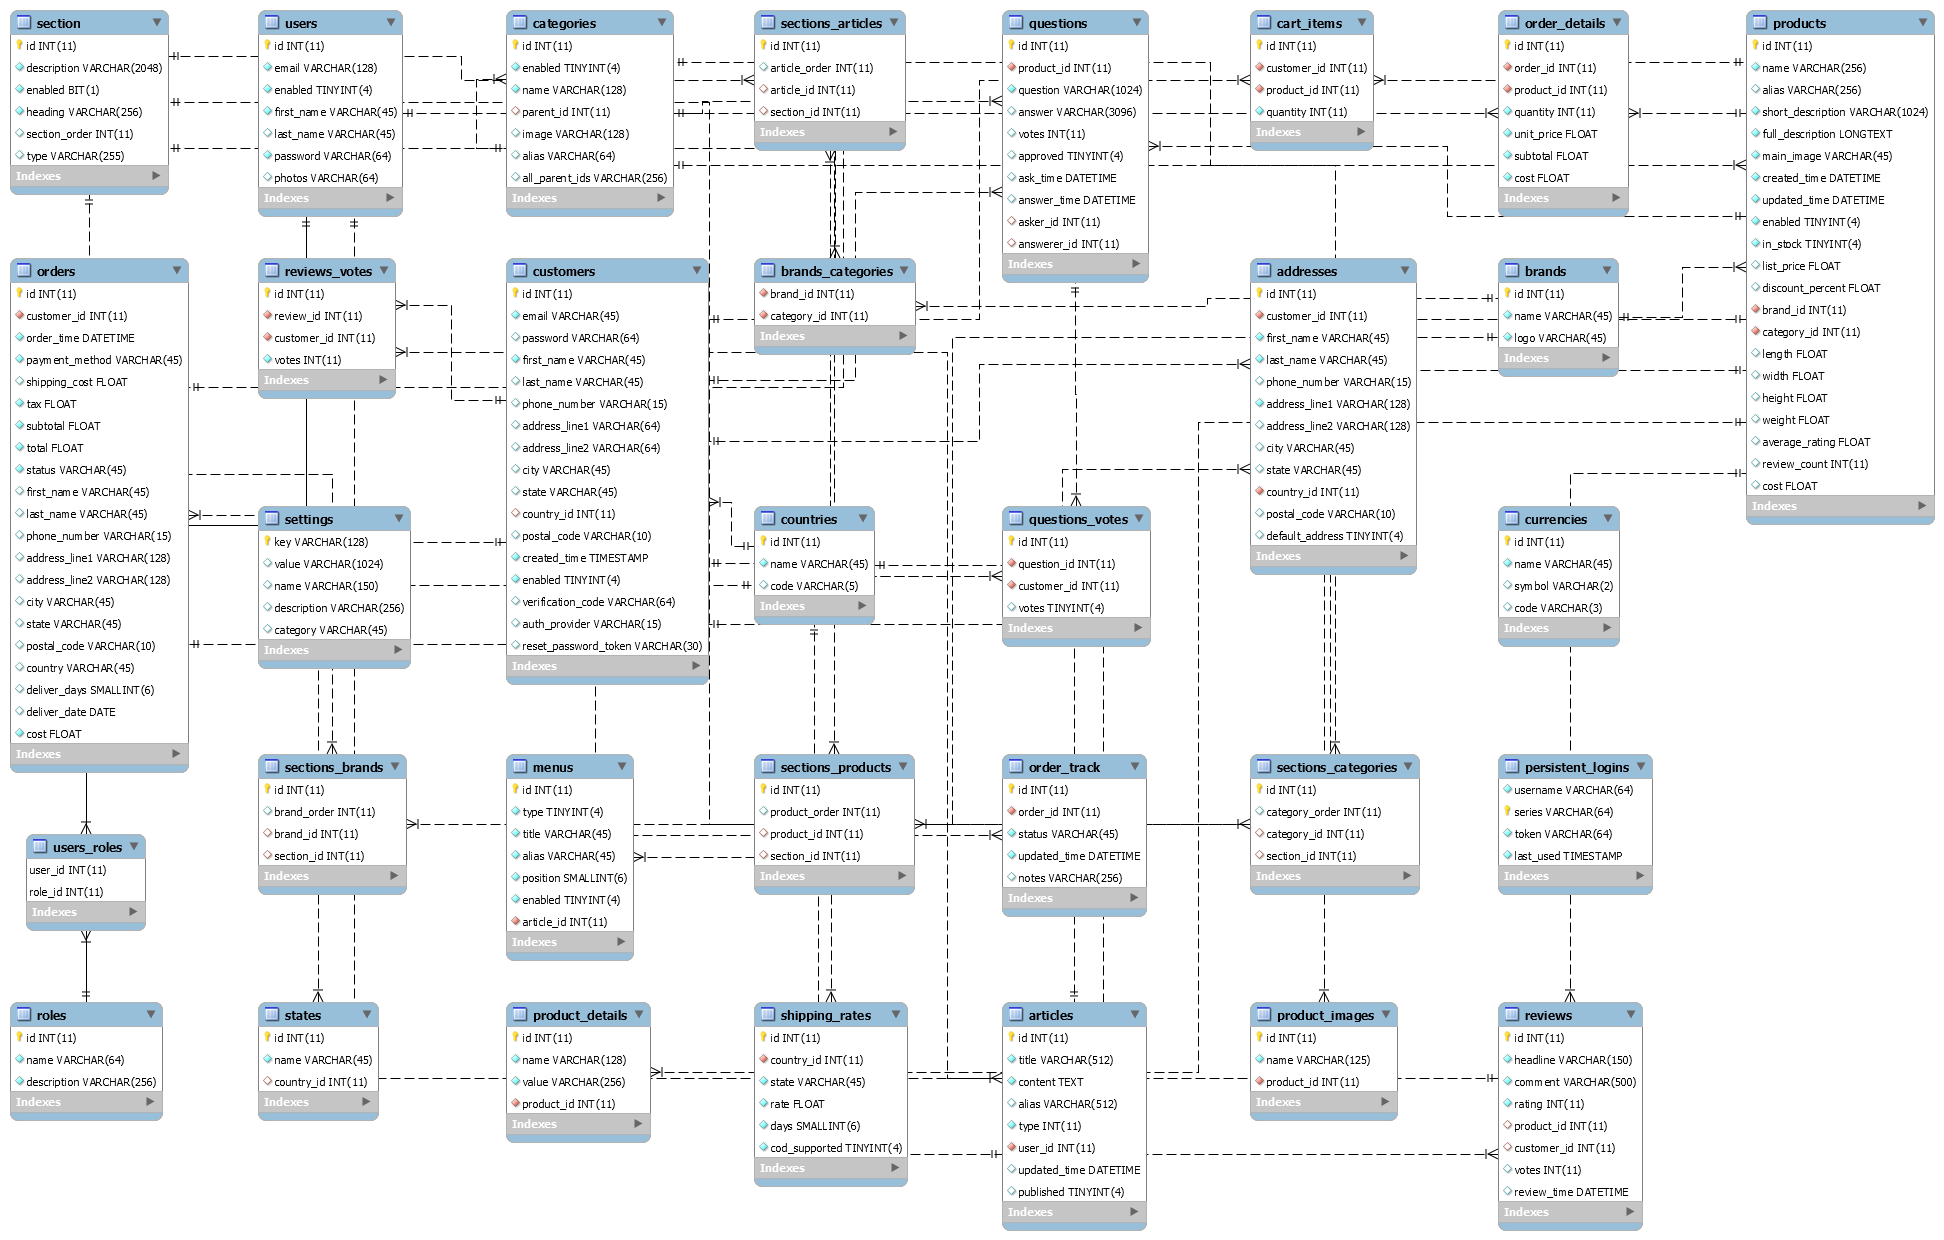 section
id INT(11)
description VARCHAR(2048)
enabled BIT(1)
heading VARCHAR(256)
section_order INT(11)
type VARCHAR(255)
Indexes
users
id INT(11)
email VARCHAR(128)
enabled TINYINT(4)
first_name VARCHAR(45)
last_name VARCHAR(45)
password VARCHAR(64)
photos VARCHAR(64)
Indexes
categories
id INT(11)
enabled TINYINT(4)
name VARCHAR(128)
parent_id INT(11)
image VARCHAR(128)
alias VARCHAR(64)
all_parent_ids VARCHAR(256)
Indexes
sections_articles
id INT(11)
article_order INT(11)
article_id INT(11)
section_id INT(11)
Indexes
questions
id INT(11)
product_id INT(11)
question VARCHAR(1024)
answer VARCHAR(3096)
votes INT(11)
approved TINYINT(4)
ask_time DATETIME
answer_time DATETIME
asker_id INT(11)
answerer_id INT(11)
Indexes
cart_items
id INT(11)
customer_id INT(11)
product_id INT(11)
quantity INT(11)
Indexes
order_details
id INT(11)
order_id INT(11)
product_id INT(11)
quantity INT(11)
unit_price FLOAT
subtotal FLOAT
cost FLOAT
Indexes
products
id INT(11)
name VARCHAR(256)
alias VARCHAR(256)
short_description VARCHAR(1024)
full_description LONGTEXT
main_image VARCHAR(45)
created_time DATETIME
updated_time DATETIME
enabled TINYINT(4)
in_stock TINYINT(4)
list_price FLOAT
discount_percent FLOAT
brand_id INT(11)
category_id INT(11)
length FLOAT
width FLOAT
height FLOAT
weight FLOAT
average_rating FLOAT
review_count INT(11)
cost FLOAT
Indexes
orders
id INT(11)
customer_id INT(11)
order_time DATETIME
payment_method VARCHAR(45)
shipping_cost FLOAT
tax FLOAT
subtotal FLOAT
total FLOAT
status VARCHAR(45)
first_name VARCHAR(45)
last_name VARCHAR(45)
phone_number VARCHAR(15)
address_line1 VARCHAR(128)
address_line2 VARCHAR(128)
city VARCHAR(45)
state VARCHAR(45)
postal_code VARCHAR(10)
country VARCHAR(45)
deliver_days SMALLINT(6)
deliver_date DATE
cost FLOAT
Indexes
reviews_votes
id INT(11)
review_id INT(11)
customer_id INT(11)
votes INT(11)
Indexes
customers
id INT(11)
email VARCHAR(45)
password VARCHAR(64)
first_name VARCHAR(45)
last_name VARCHAR(45)
phone_number VARCHAR(15)
address_line1 VARCHAR(64)
address_line2 VARCHAR(64)
city VARCHAR(45)
state VARCHAR(45)
country_id INT(11)
postal_code VARCHAR(10)
created_time TIMESTAMP
enabled TINYINT(4)
verification_code VARCHAR(64)
auth_provider VARCHAR(15)
reset_password_token VARCHAR(30)
Indexes
brands_categories
brand_id INT(11)
category_id INT(11)
Indexes
addresses
id INT(11)
customer_id INT(11)
first_name VARCHAR(45)
last_name VARCHAR(45)
phone_number VARCHAR(15)
address_line1 VARCHAR(128)
address_line2 VARCHAR(128)
city VARCHAR(45)
state VARCHAR(45)
country_id INT(11)
postal_code VARCHAR(10)
default_address TINYINT(4)
Indexes
brands
id INT(11)
name VARCHAR(45)
logo VARCHAR(45)
Indexes
settings
key VARCHAR(128)
value VARCHAR(1024)
name VARCHAR(150)
description VARCHAR(256)
category VARCHAR(45)
Indexes
countries
id INT(11)
name VARCHAR(45)
code VARCHAR(5)
Indexes
questions_votes
id INT(11)
question_id INT(11)
customer_id INT(11)
votes TINYINT(4)
Indexes
currencies
id INT(11)
name VARCHAR(45)
symbol VARCHAR(2)
code VARCHAR(3)
Indexes
users_roles
user_id INT(11)
role_id INT(11)
Indexes
sections_brands
id INT(11)
brand_order INT(11)
brand_id INT(11)
section_id INT(11)
Indexes
menus
id INT(11)
type TINYINT(4)
title VARCHAR(45)
alias VARCHAR(45)
position SMALLINT(6)
enabled TINYINT(4)
article_id INT(11)
Indexes
sections_products
id INT(11)
product_order INT(11)
product_id INT(11)
section_id INT(11)
Indexes
order_track
id INT(11)
order_id INT(11)
status VARCHAR(45)
updated_time DATETIME
notes VARCHAR(256)
Indexes
sections_categories
id INT(11)
category_order INT(11)
category_id INT(11)
section_id INT(11)
Indexes
persistent_logins
username VARCHAR(64)
series VARCHAR(64)
token VARCHAR(64)
last_used TIMESTAMP
Indexes
roles
id INT(11)
name VARCHAR(64)
description VARCHAR(256)
Indexes
states
id INT(11)
name VARCHAR(45)
country_id INT(11)
Indexes
product_details
id INT(11)
name VARCHAR(128)
value VARCHAR(256)
product_id INT(11)
Indexes
shipping_rates
id INT(11)
country_id INT(11)
state VARCHAR(45)
rate FLOAT
days SMALLINT(6)
cod_supported TINYINT(4)
Indexes
articles
id INT(11)
title VARCHAR(512)
content TEXT
alias VARCHAR(512)
type INT(11)
user_id INT(11)
updated_time DATETIME
published TINYINT(4)
Indexes
product_images
id INT(11)
name VARCHAR(125)
product_id INT(11)
Indexes
reviews
id INT(11)
headline VARCHAR(150)
comment VARCHAR(500)
rating INT(11)
product_id INT(11)
customer_id INT(11)
votes INT(11)
review_time DATETIME
Indexes